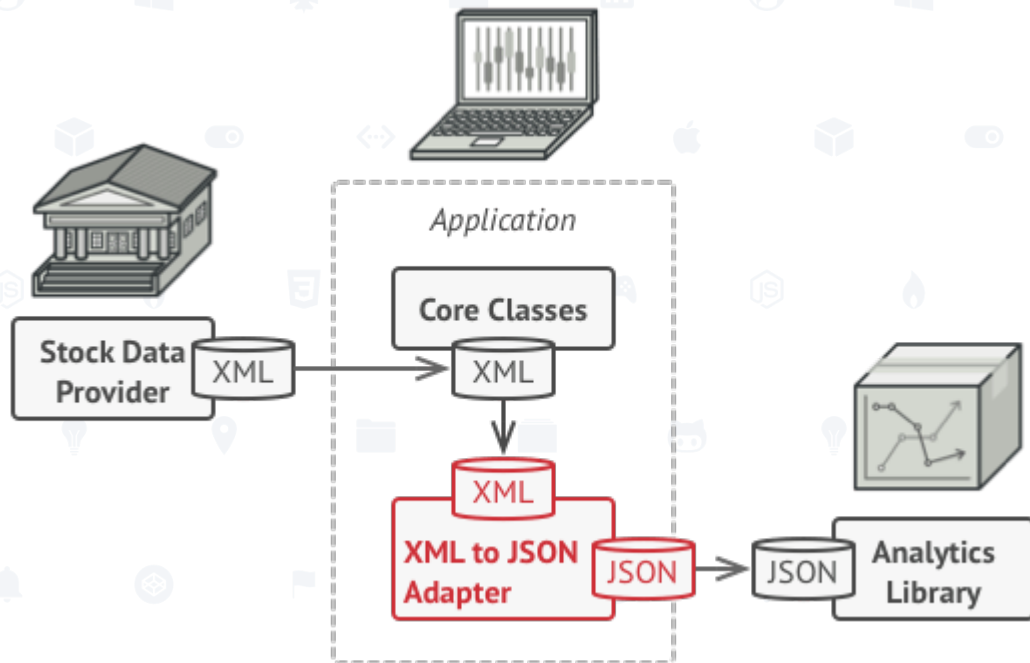 Application
Core Classes
XML
Stock Data
Provider
XML
XML
XML to JSON
Adapter
JSON
JSON
Analytics
Library